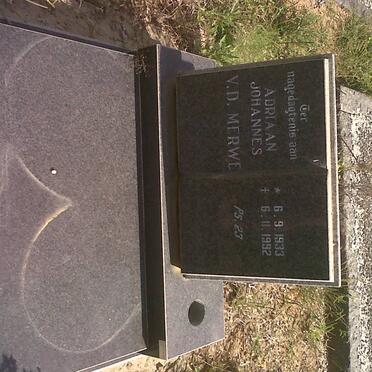 Ter
nagedagtenis aan
ADRIAAN
JOHANNES
V.D. MERWE
* 6. 9. 1933
† 6. 11. 1992
PS. 23